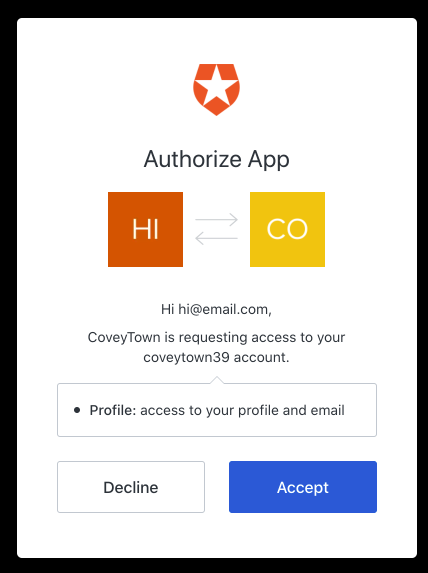 Authorize App
HI
CO
Hi hi@email.com,
CoveyTown is requesting access to your
coveytown39 account.
Profile: access to your profile and email
Decline
Accept